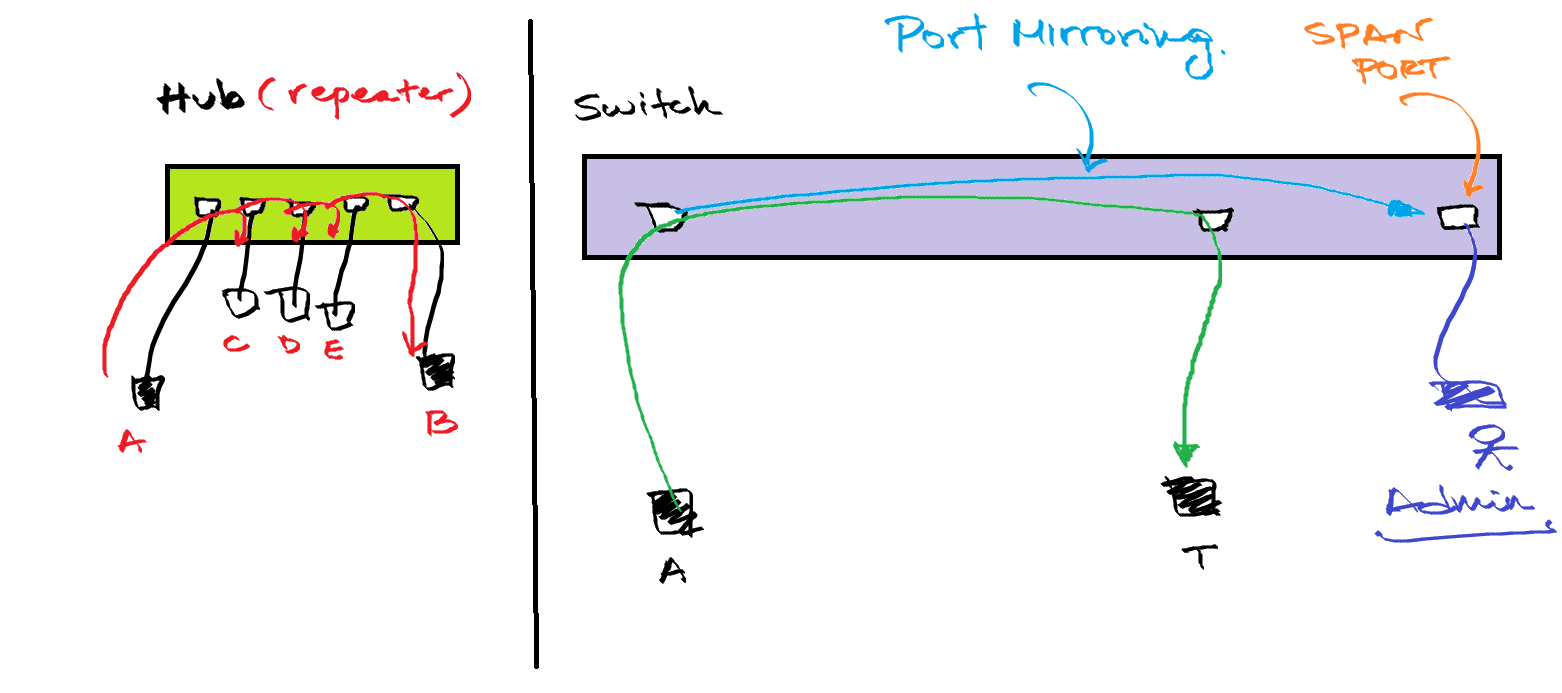 Hub (repeater)
C
D
E
A
B
Switch
Port Mirroring.
SPAN
PORT
A
T
Admin